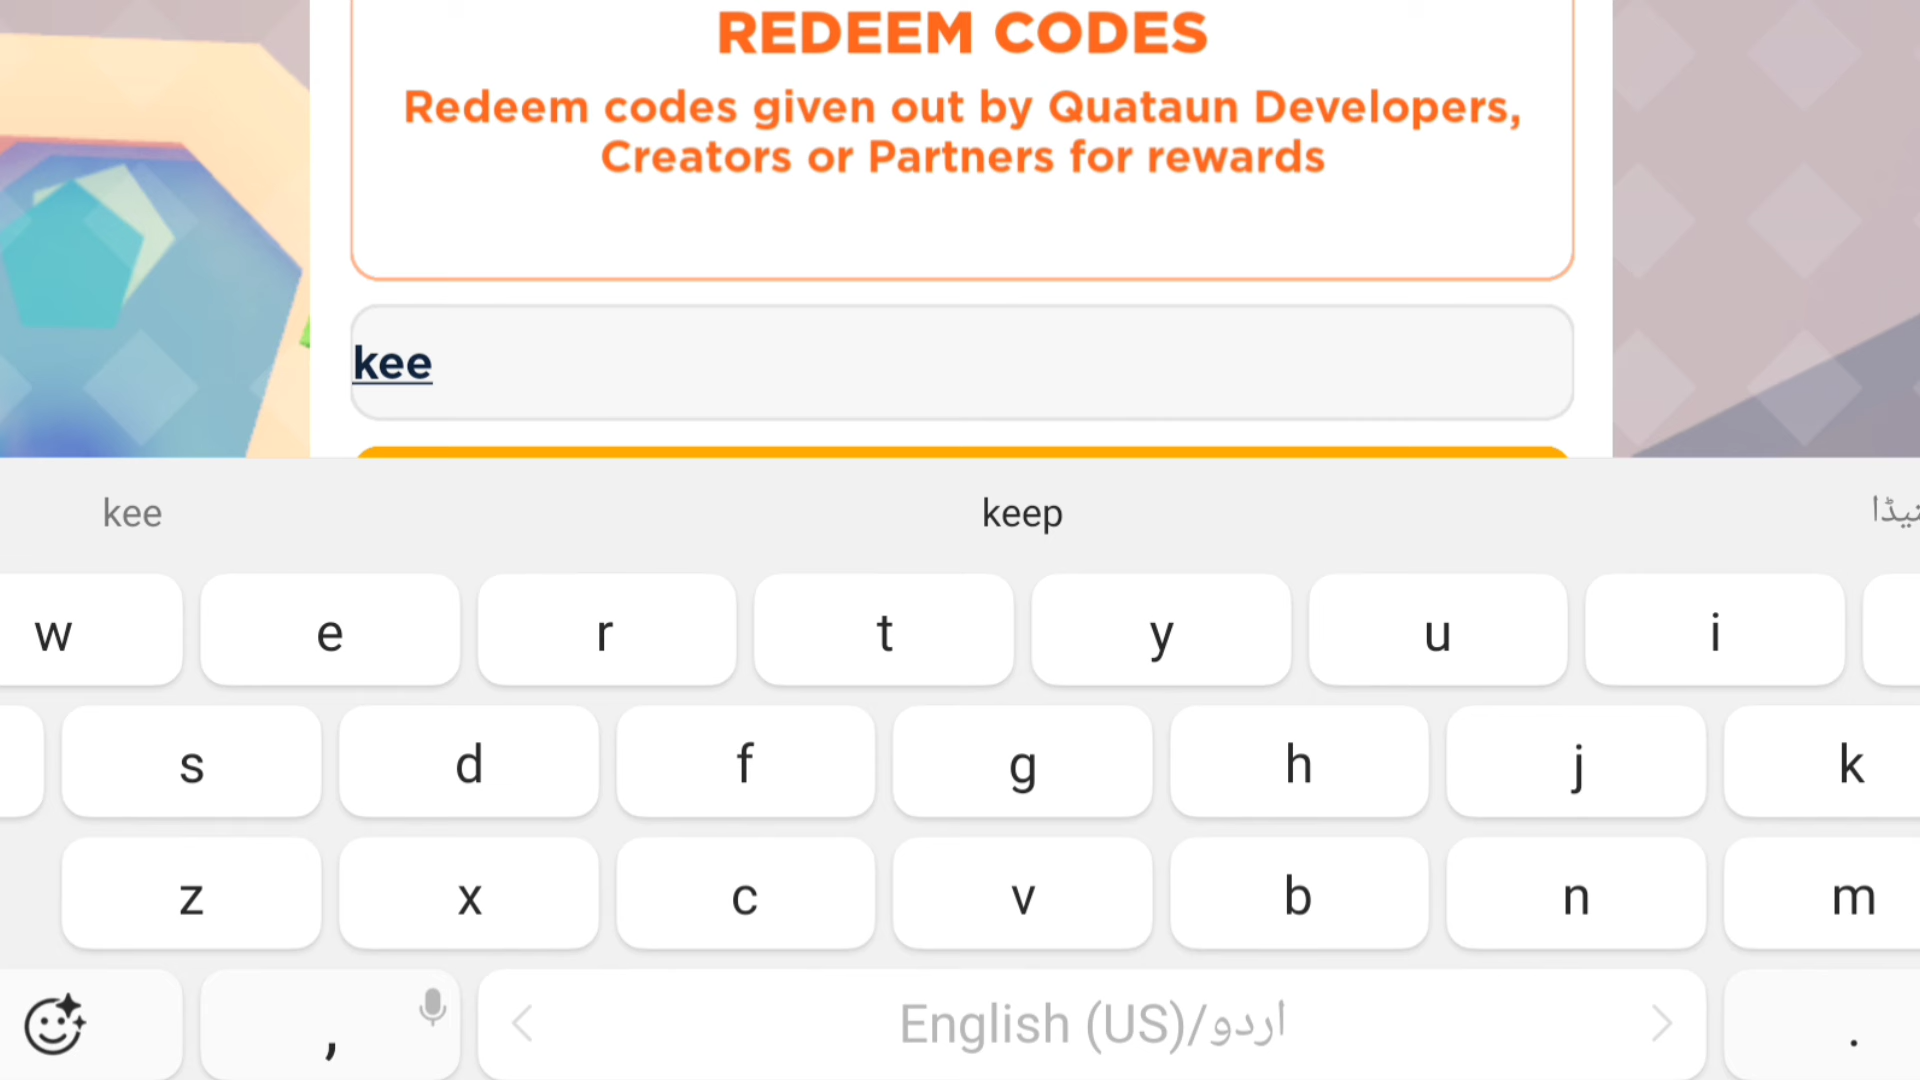 REDEEM CODES
Redeem codes given out by Quataun Developers,
Creators or Partners for rewards
kee
kee keep
w e r t y u i
s d f g h j k
z x c v b n m
, English (US)/اردو .